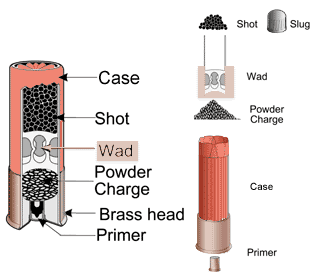 Case
Shot
Wad
Powder
Charge
Brass head
Primer
Shot
Slug
Wad
Powder
Charge
Case
Primer